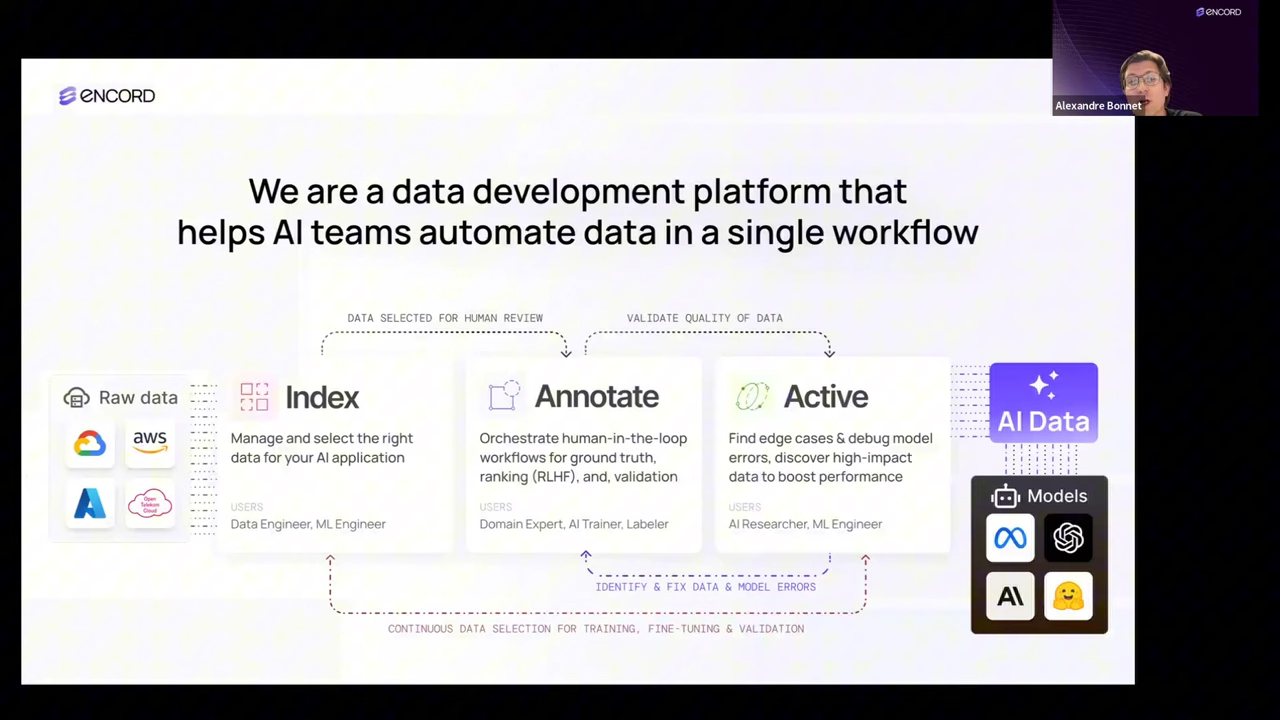 ENCORD
Alexandre Bonnet
ENCORD
We are a data development platform that
helps AI teams automate data in a single workflow
DATA SELECTED FOR HUMAN REVIEW
VALIDATE QUALITY OF DATA
Raw data
aws
Open
Telekom
Cloud
Index
Manage and select the right
data for your AI application
USERS
Data Engineer, ML Engineer
Annotate
Orchestrate human-in-the-loop
workflows for ground truth,
ranking (RLHF), and, validation
USERS
Domain Expert, AI Trainer, Labeler
Active
Find edge cases & debug model
errors, discover high-impact
data to boost performance
USERS
AI Researcher, ML Engineer
AI Data
Models
A\
IDENTIFY & FIX DATA & MODEL ERRORS
CONTINUOUS DATA SELECTION FOR TRAINING, FINE-TUNING & VALIDATION